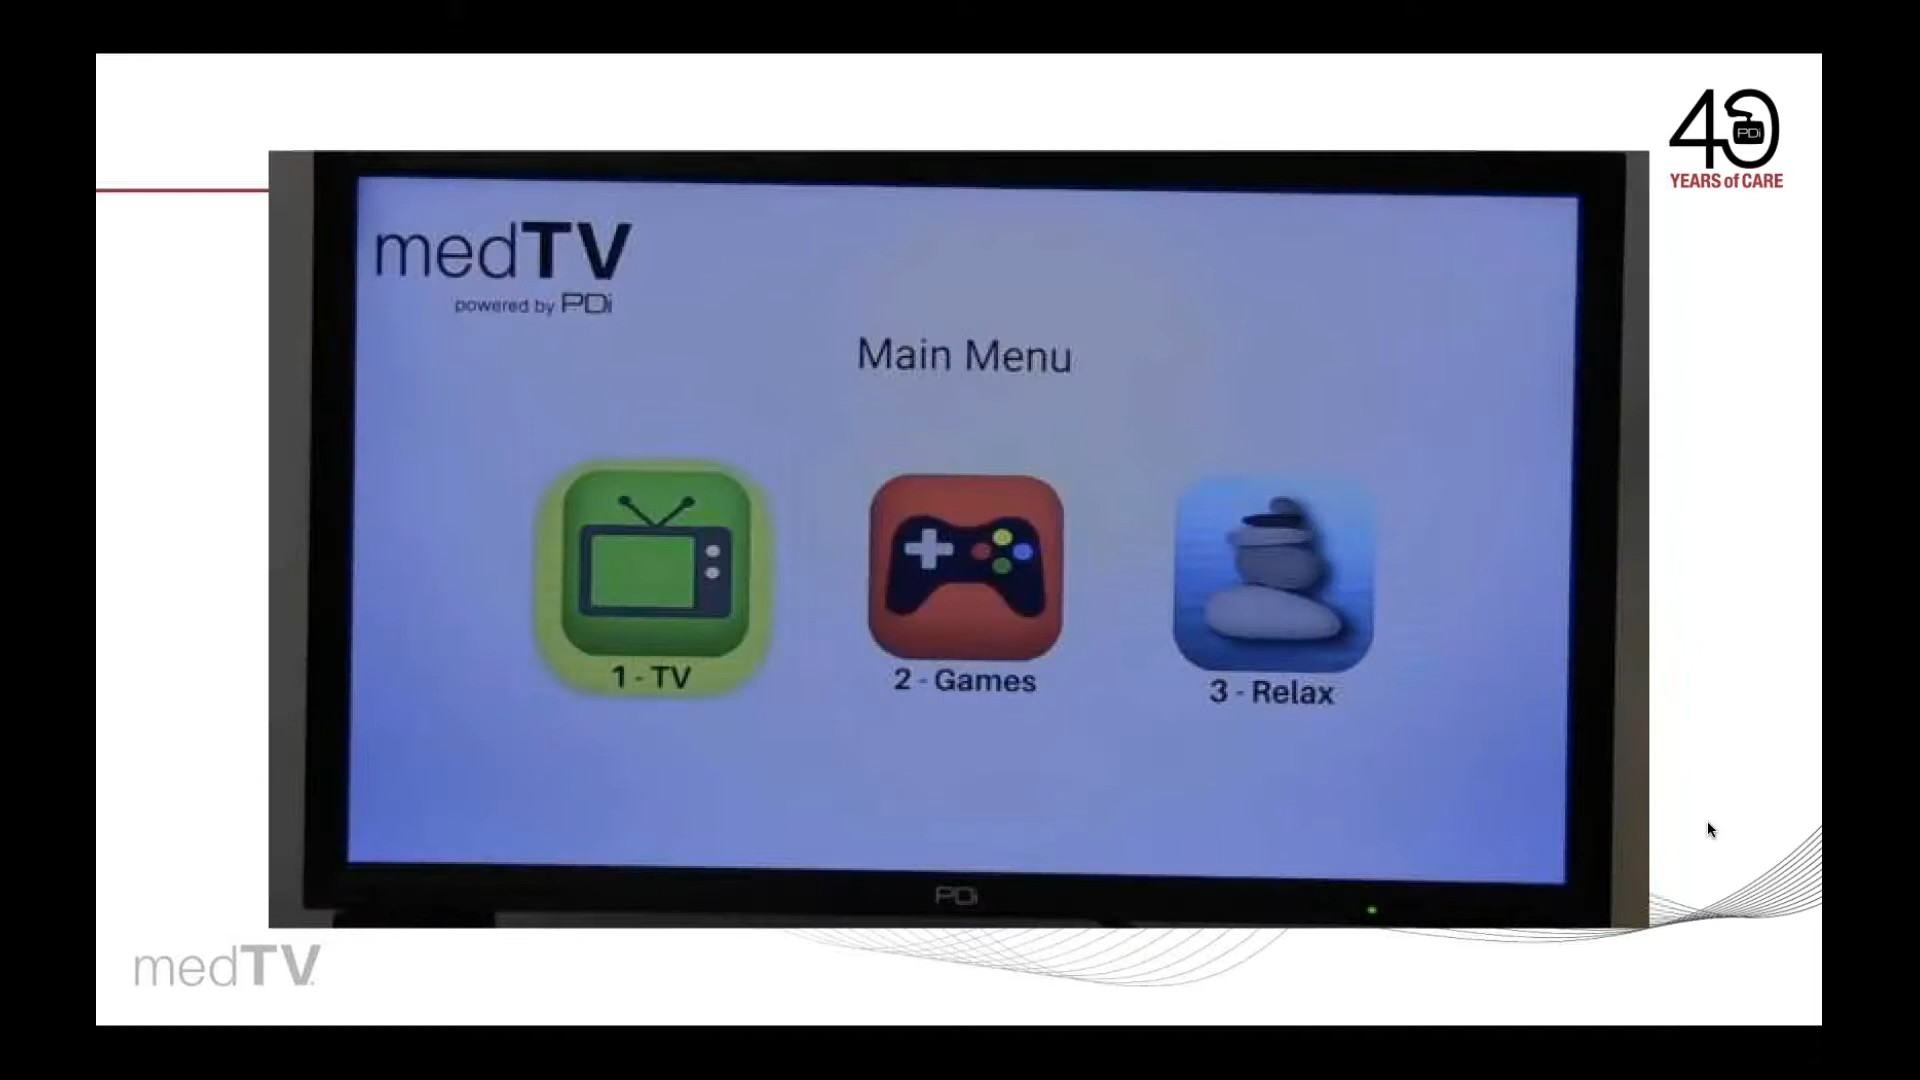 40
PDi
YEARS of CARE
medTV
powered by PDi
Main Menu
1 - TV
2 - Games
3 - Relax
PDi
medTV